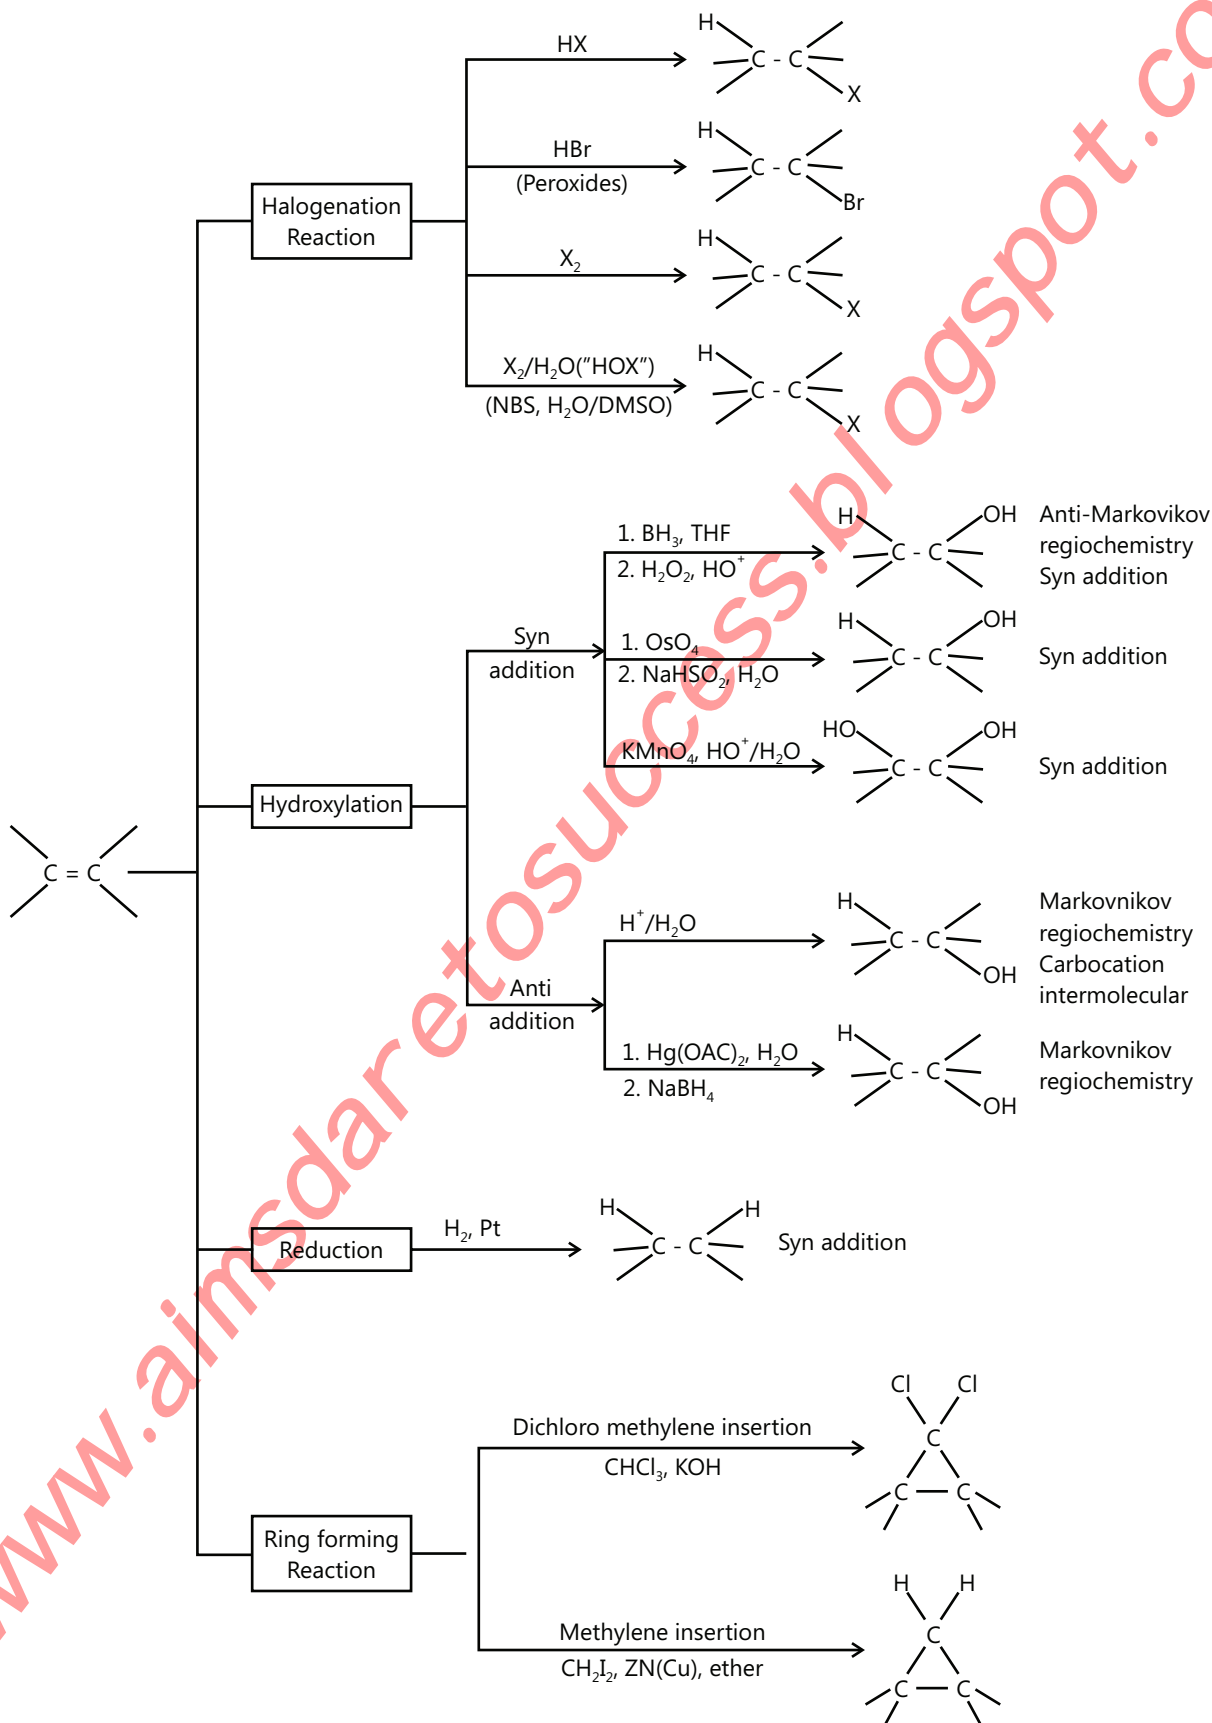 HX
H
C - C
X
HBr
(Peroxides)
H
C - C
Br
Halogenation
Reaction
X₂
H
C - C
X
X₂/H₂O("HOX")
(NBS, H₂O/DMSO)
H
C - C
X
1. BH₃, THF
2. H₂O₂, HO⁺
H
OH
C - C
Anti-Markovikov
regiochemistry
Syn addition
Syn
addition
1. OsO₄
2. NaHSO₂, H₂O
H
OH
C - C
Syn addition
KMnO₄, HO⁺/H₂O
HO
OH
C - C
Syn addition
Hydroxylation
C = C
H⁺/H₂O
H
C - C
OH
Markovnikov
regiochemistry
Carbocation
intermolecular
Anti
addition
1. Hg(OAC)₂, H₂O
2. NaBH₄
H
C - C
OH
Markovnikov
regiochemistry
Reduction
H₂, Pt
H
H
C - C
Syn addition
Dichloro methylene insertion
CHCl₃, KOH
Cl Cl
C
C C
Ring forming
Reaction
Methylene insertion
CH₂I₂, ZN(Cu), ether
H H
C
C C
www.aimsdaretosuccess.blogspot.co